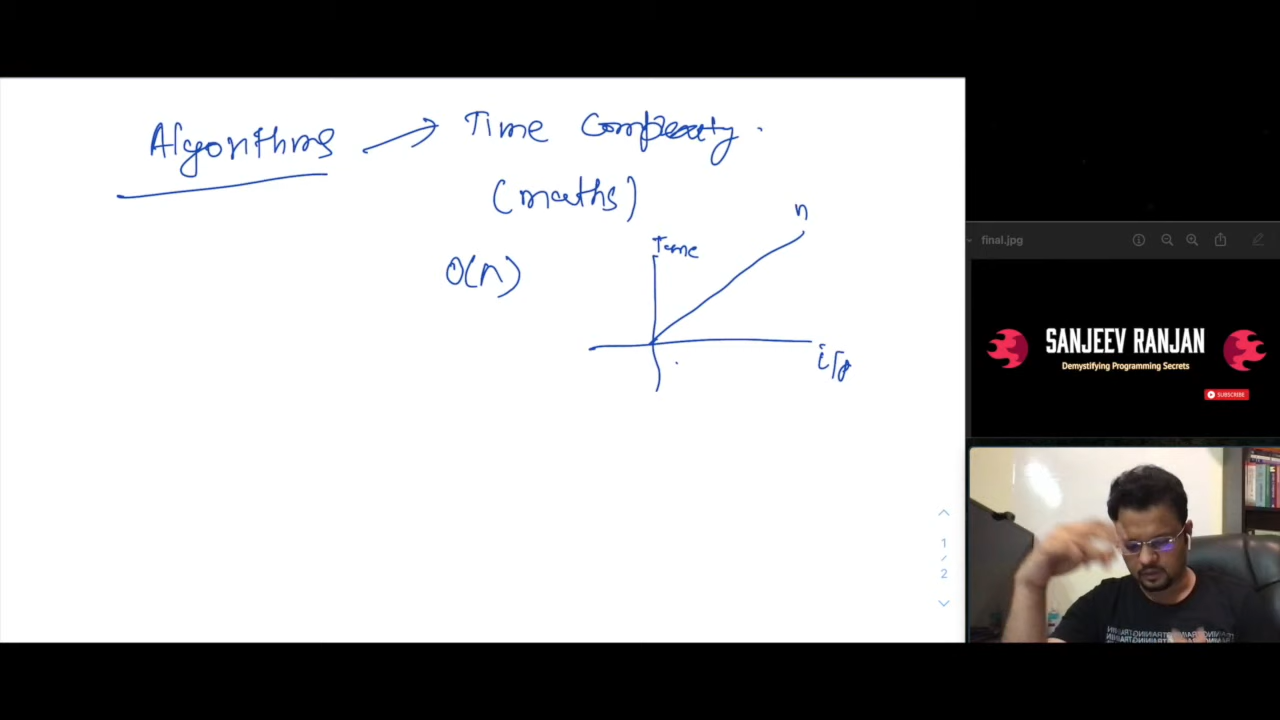 Algorithms → Time Complexity.
(maths)
O(n)
Time
n
i/p
final.jpg
SANJEEV RANJAN
Demystifying Programming Secrets
SUBSCRIBE
1
/
2